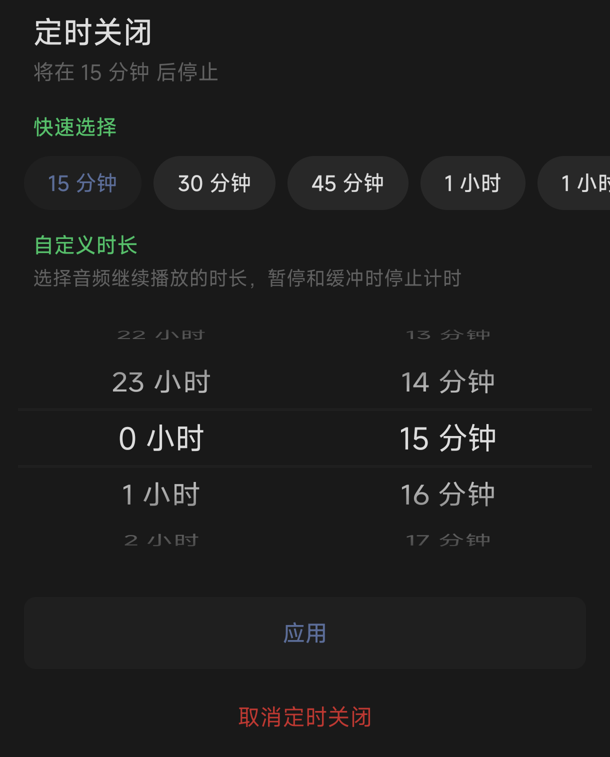 定时关闭
将在 15 分钟 后停止
快速选择
15 分钟 30 分钟 45 分钟 1 小时 1 小时
自定义时长
选择音频继续播放的时长，暂停和缓冲时停止计时
22 小时 13 分钟
23 小时 14 分钟
0 小时 15 分钟
1 小时 16 分钟
2 小时 17 分钟
应用
取消定时关闭